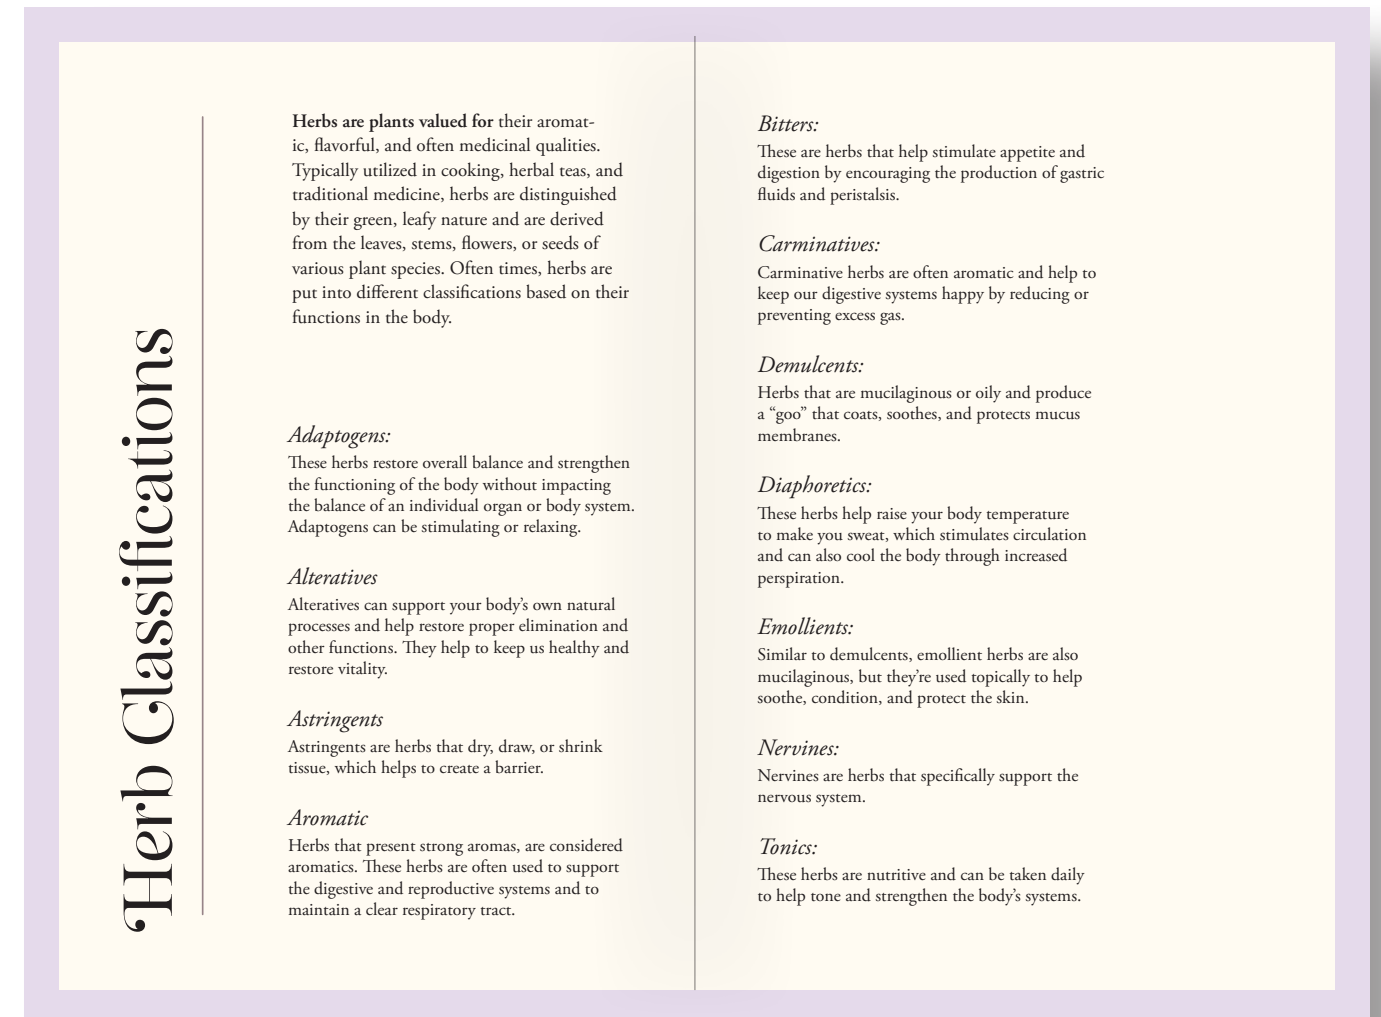 Herb Classifications
Herbs are plants valued for their aromat-
ic, flavorful, and often medicinal qualities.
Typically utilized in cooking, herbal teas, and
traditional medicine, herbs are distinguished
by their green, leafy nature and are derived
from the leaves, stems, flowers, or seeds of
various plant species. Often times, herbs are
put into different classifications based on their
functions in the body.
Adaptogens:
These herbs restore overall balance and strengthen
the functioning of the body without impacting
the balance of an individual organ or body system.
Adaptogens can be stimulating or relaxing.
Alteratives
Alteratives can support your body’s own natural
processes and help restore proper elimination and
other functions. They help to keep us healthy and
restore vitality.
Astringents
Astringents are herbs that dry, draw, or shrink
tissue, which helps to create a barrier.
Aromatic
Herbs that present strong aromas, are considered
aromatics. These herbs are often used to support
the digestive and reproductive systems and to
maintain a clear respiratory tract.
Bitters:
These are herbs that help stimulate appetite and
digestion by encouraging the production of gastric
fluids and peristalsis.
Carminatives:
Carminative herbs are often aromatic and help to
keep our digestive systems happy by reducing or
preventing excess gas.
Demulcents:
Herbs that are mucilaginous or oily and produce
a “goo” that coats, soothes, and protects mucus
membranes.
Diaphoretics:
These herbs help raise your body temperature
to make you sweat, which stimulates circulation
and can also cool the body through increased
perspiration.
Emollients:
Similar to demulcents, emollient herbs are also
mucilaginous, but they’re used topically to help
soothe, condition, and protect the skin.
Nervines:
Nervines are herbs that specifically support the
nervous system.
Tonics:
These herbs are nutritive and can be taken daily
to help tone and strengthen the body’s systems.